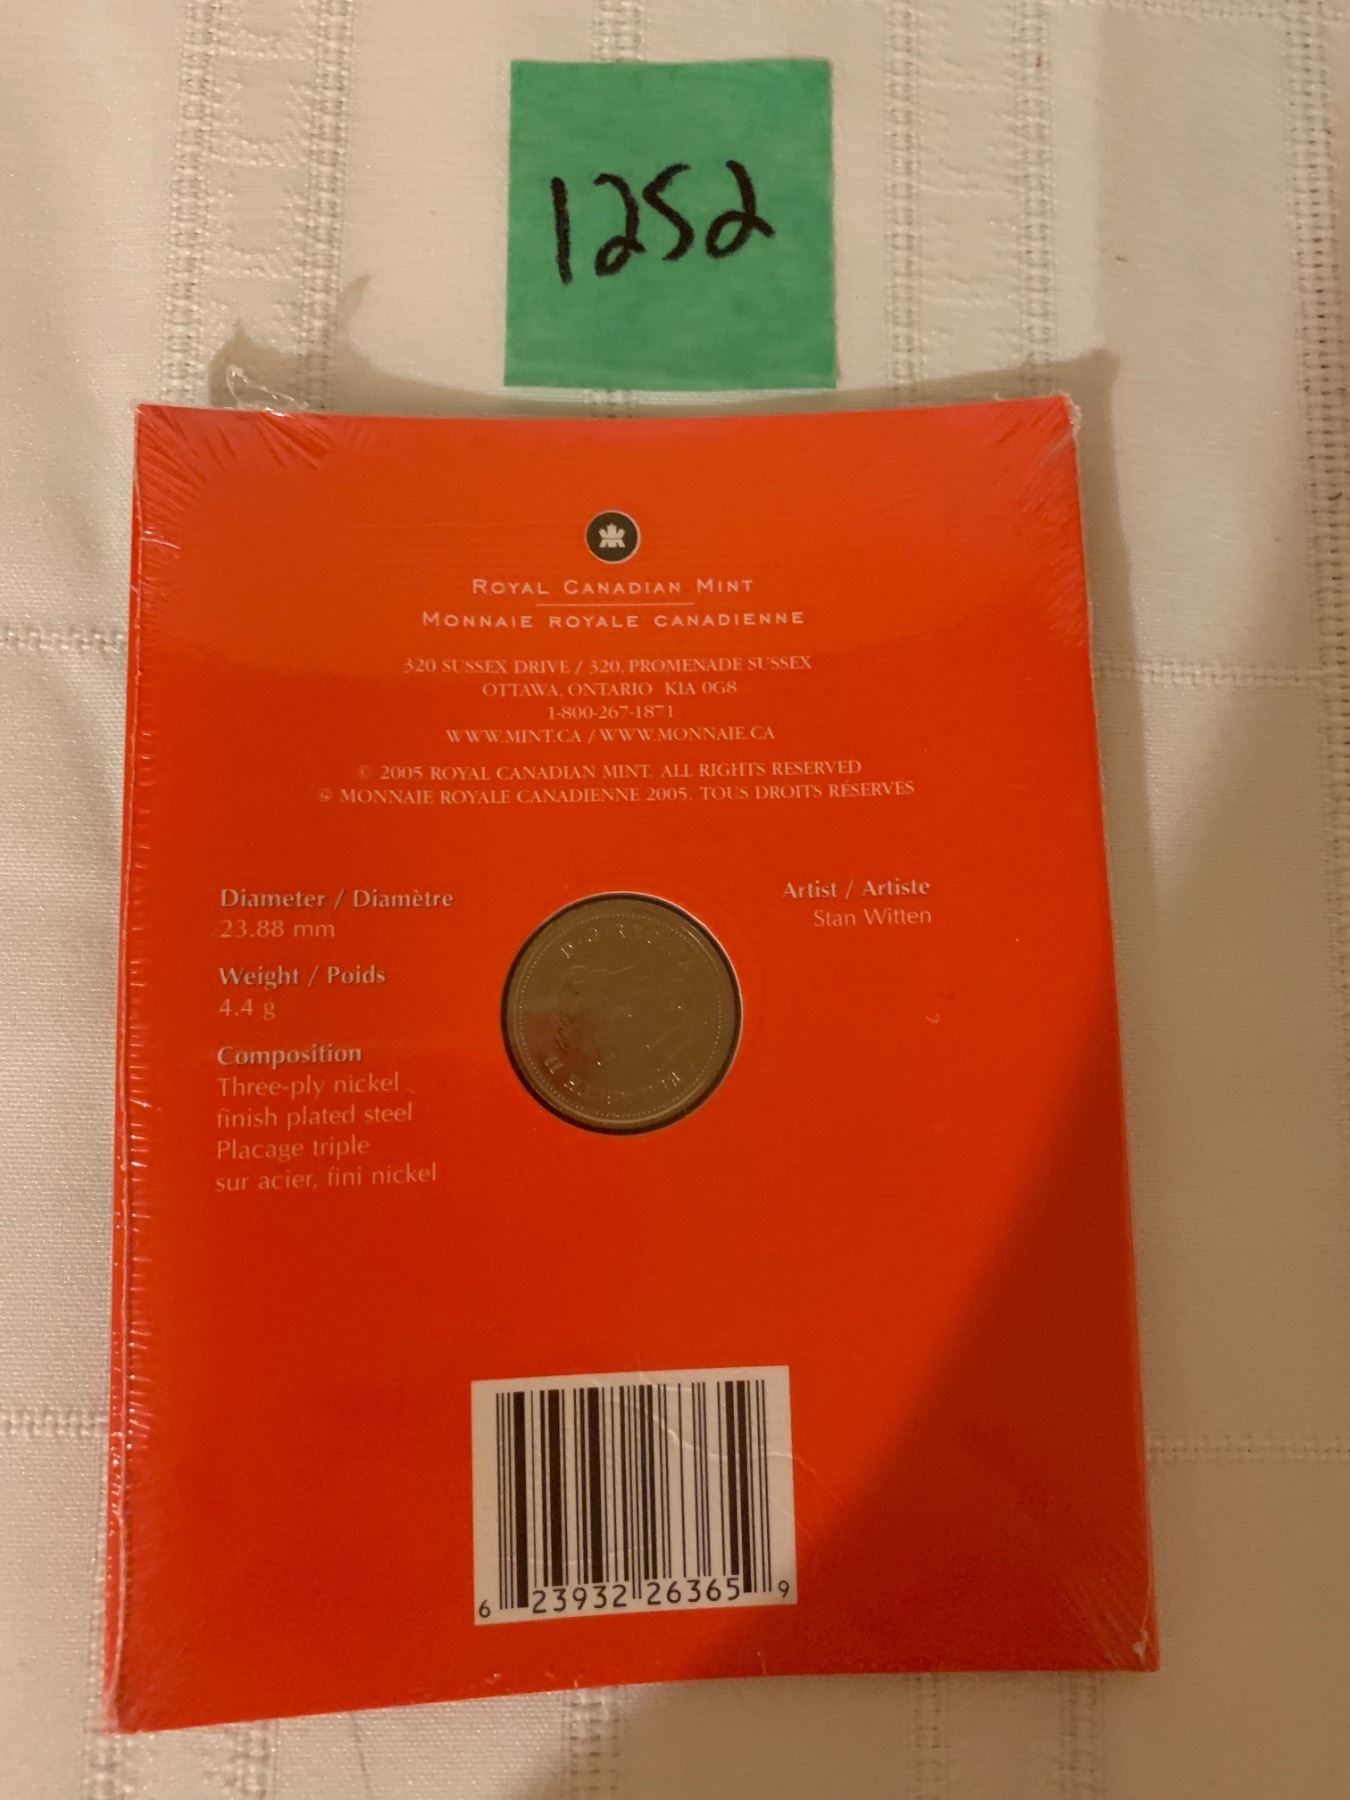 1252
ROYAL CANADIAN MINT
MONNAIE ROYALE CANADIENNE
320 SUSSEX DRIVE / 320, PROMENADE SUSSEX
OTTAWA, ONTARIO K1A 0G8
1-800-267-1871
WWW.MINT.CA / WWW.MONNAIE.CA
© 2005 ROYAL CANADIAN MINT. ALL RIGHTS RESERVED
© MONNAIE ROYALE CANADIENNE 2005. TOUS DROITS RÉSERVÉS
Diameter / Diamètre
23.88 mm
Weight / Poids
4.4 g
Composition
Three-ply nickel
finish plated steel
Placage triple
sur acier, fini nickel
Artist / Artiste
Stan Witten
ELIZABETH II
D·G·REGINA
6 23932 26365 9